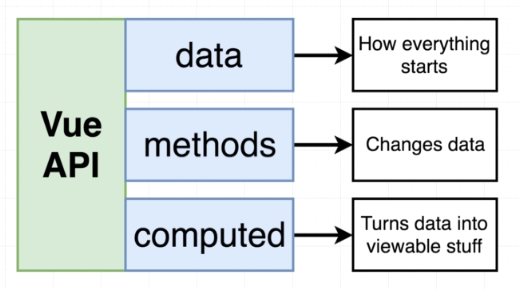 Vue
API
data
How everything
starts
methods
Changes data
computed
Turns data into
viewable stuff